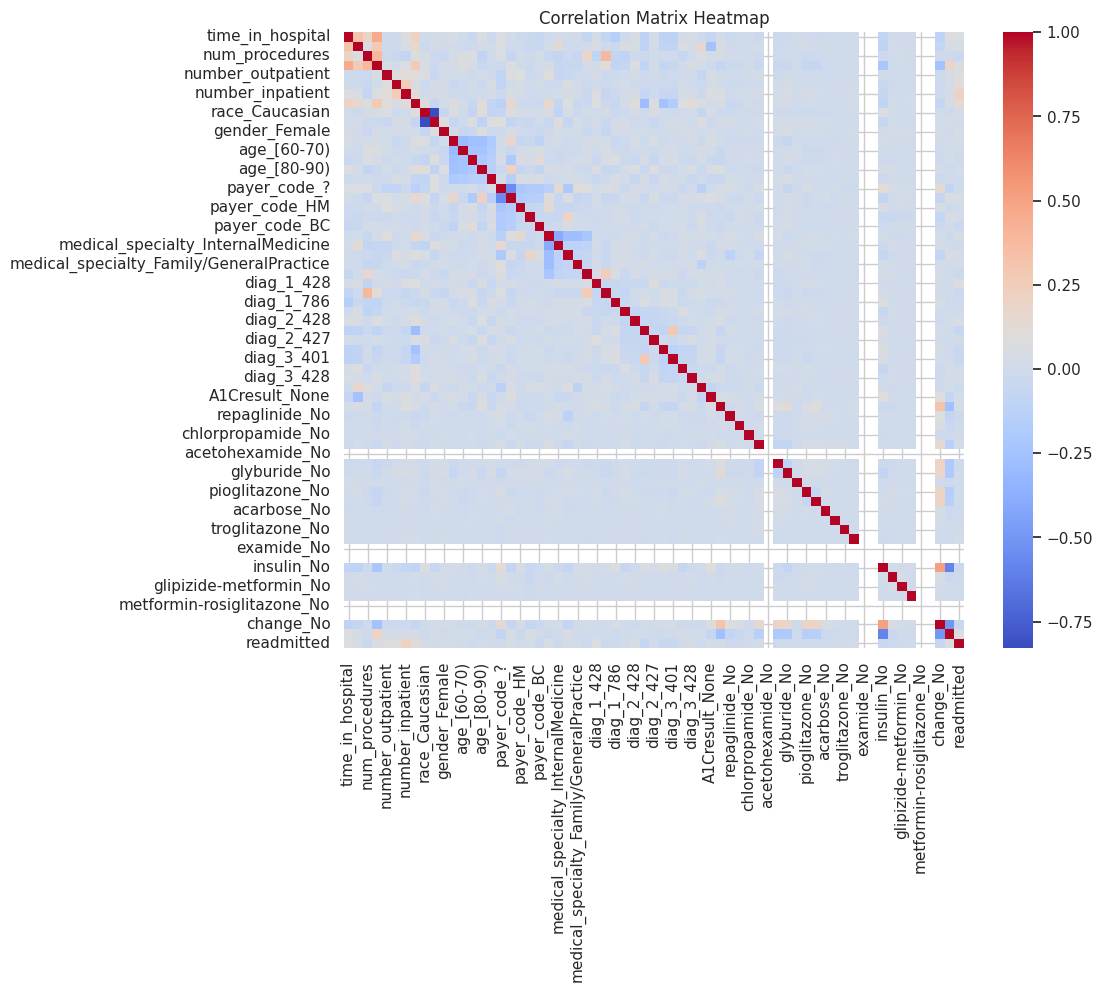 Correlation Matrix Heatmap
time_in_hospital
num_procedures
number_outpatient
number_inpatient
race_Caucasian
gender_Female
age_[60-70)
age_[80-90)
payer_code_?
payer_code_HM
payer_code_BC
medical_specialty_InternalMedicine
medical_specialty_Family/GeneralPractice
diag_1_428
diag_1_786
diag_2_428
diag_2_427
diag_3_401
diag_3_428
A1Cresult_None
repaglinide_No
chlorpropamide_No
acetohexamide_No
glyburide_No
pioglitazone_No
acarbose_No
troglitazone_No
examide_No
insulin_No
glipizide-metformin_No
metformin-rosiglitazone_No
change_No
readmitted
time_in_hospital
num_procedures
number_outpatient
number_inpatient
race_Caucasian
gender_Female
age_[60-70)
age_[80-90)
payer_code_?
payer_code_HM
payer_code_BC
medical_specialty_InternalMedicine
medical_specialty_Family/GeneralPractice
diag_1_428
diag_1_786
diag_2_428
diag_2_427
diag_3_401
diag_3_428
A1Cresult_None
repaglinide_No
chlorpropamide_No
acetohexamide_No
glyburide_No
pioglitazone_No
acarbose_No
troglitazone_No
examide_No
insulin_No
glipizide-metformin_No
metformin-rosiglitazone_No
change_No
readmitted
1.00
0.75
0.50
0.25
0.00
−0.25
−0.50
−0.75